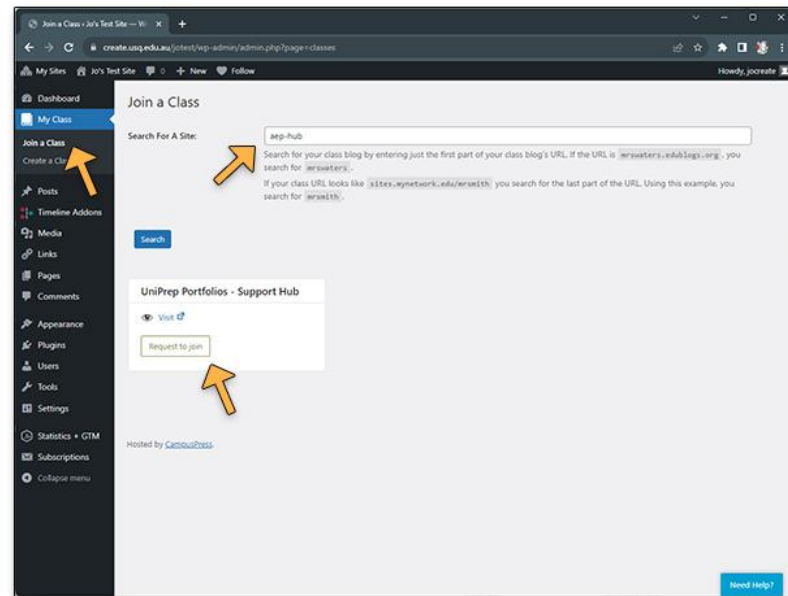 Join a Class ‹ Jo's Test Site — W
create.usq.edu.au/jotest/wp-admin/admin.php?page=classes
My Sites Jo's Test Site 0 + New Follow Howdy, jocreate
Dashboard
My Class
Join a Class
Create a
Posts
Timeline Addons
Media
Links
Pages
Comments
Appearance
Plugins
Users
Tools
Settings
Statistics + GTM
Subscriptions
Collapse menu
Join a Class
Search For A Site:
aep-hub
Search for your class blog by entering just the first part of your class blog's URL. If the URL is mrswaters.edublogs.org , you
search for mrswaters .
If your class URL looks like sites.mynetwork.edu/mrsmith you search for the last part of the URL. Using this example, you
search for mrsmith .
Search
UniPrep Portfolios - Support Hub
Visit
Request to join
Hosted by CampusPress.
Need Help?